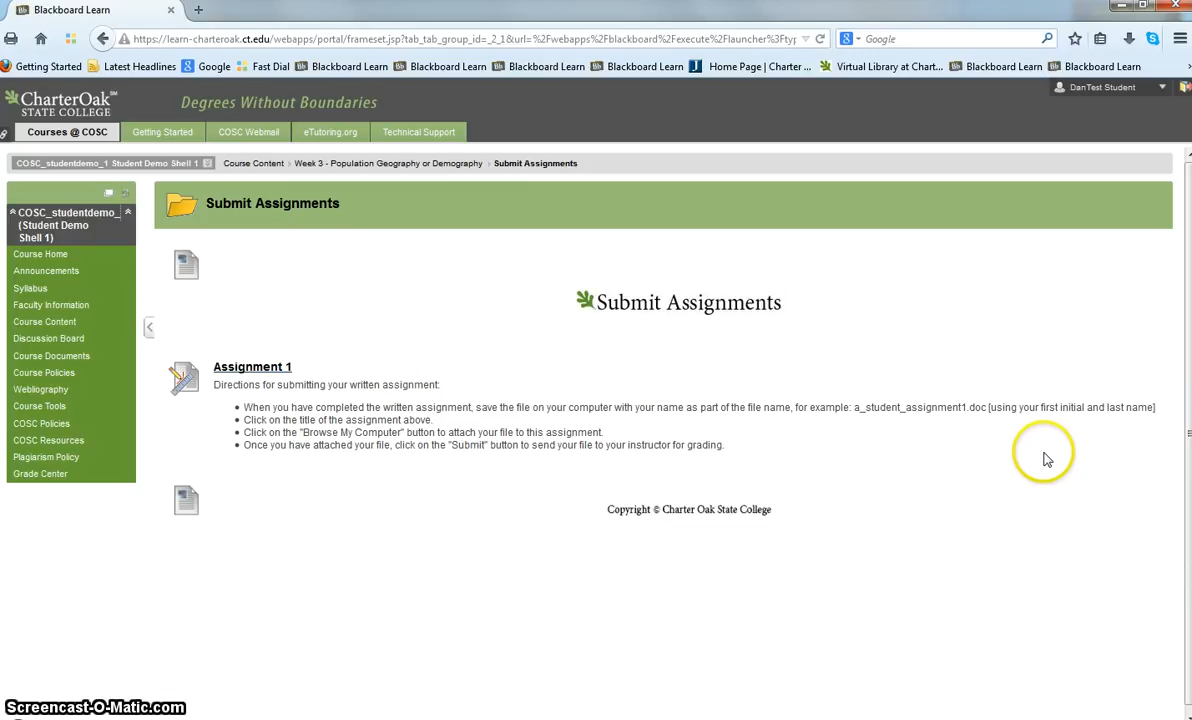 Blackboard Learn
https://learn-charteroak.ct.edu/webapps/portal/frameset.jsp?tab_tab_group_id=_2_1&url=%2Fwebapps%2Fblackboard%2Fexecute%2Flauncher%3Ftyp
Google
Getting Started Latest Headlines Google Fast Dial Blackboard Learn Blackboard Learn Blackboard Learn Blackboard Learn Home Page | Charter ... Virtual Library at Chart... Blackboard Learn Blackboard Learn
CharterOak
STATE COLLEGE
Degrees Without Boundaries
DanTest Student
Courses @ COSC Getting Started COSC Webmail eTutoring.org Technical Support
COSC_studentdemo_1 Student Demo Shell 1 Course Content Week 3 - Population Geography or Demography Submit Assignments
COSC_studentdemo_
(Student Demo
Shell 1)
Course Home
Announcements
Syllabus
Faculty Information
Course Content
Discussion Board
Course Documents
Course Policies
Webliography
Course Tools
COSC Policies
COSC Resources
Plagiarism Policy
Grade Center
Submit Assignments
Submit Assignments
Assignment 1
Directions for submitting your written assignment:
When you have completed the written assignment, save the file on your computer with your name as part of the file name, for example: a_student_assignment1.doc [using your first initial and last name]
Click on the title of the assignment above.
Click on the "Browse My Computer" button to attach your file to this assignment.
Once you have attached your file, click on the "Submit" button to send your file to your instructor for grading.
Copyright © Charter Oak State College
Screencast-O-Matic.com